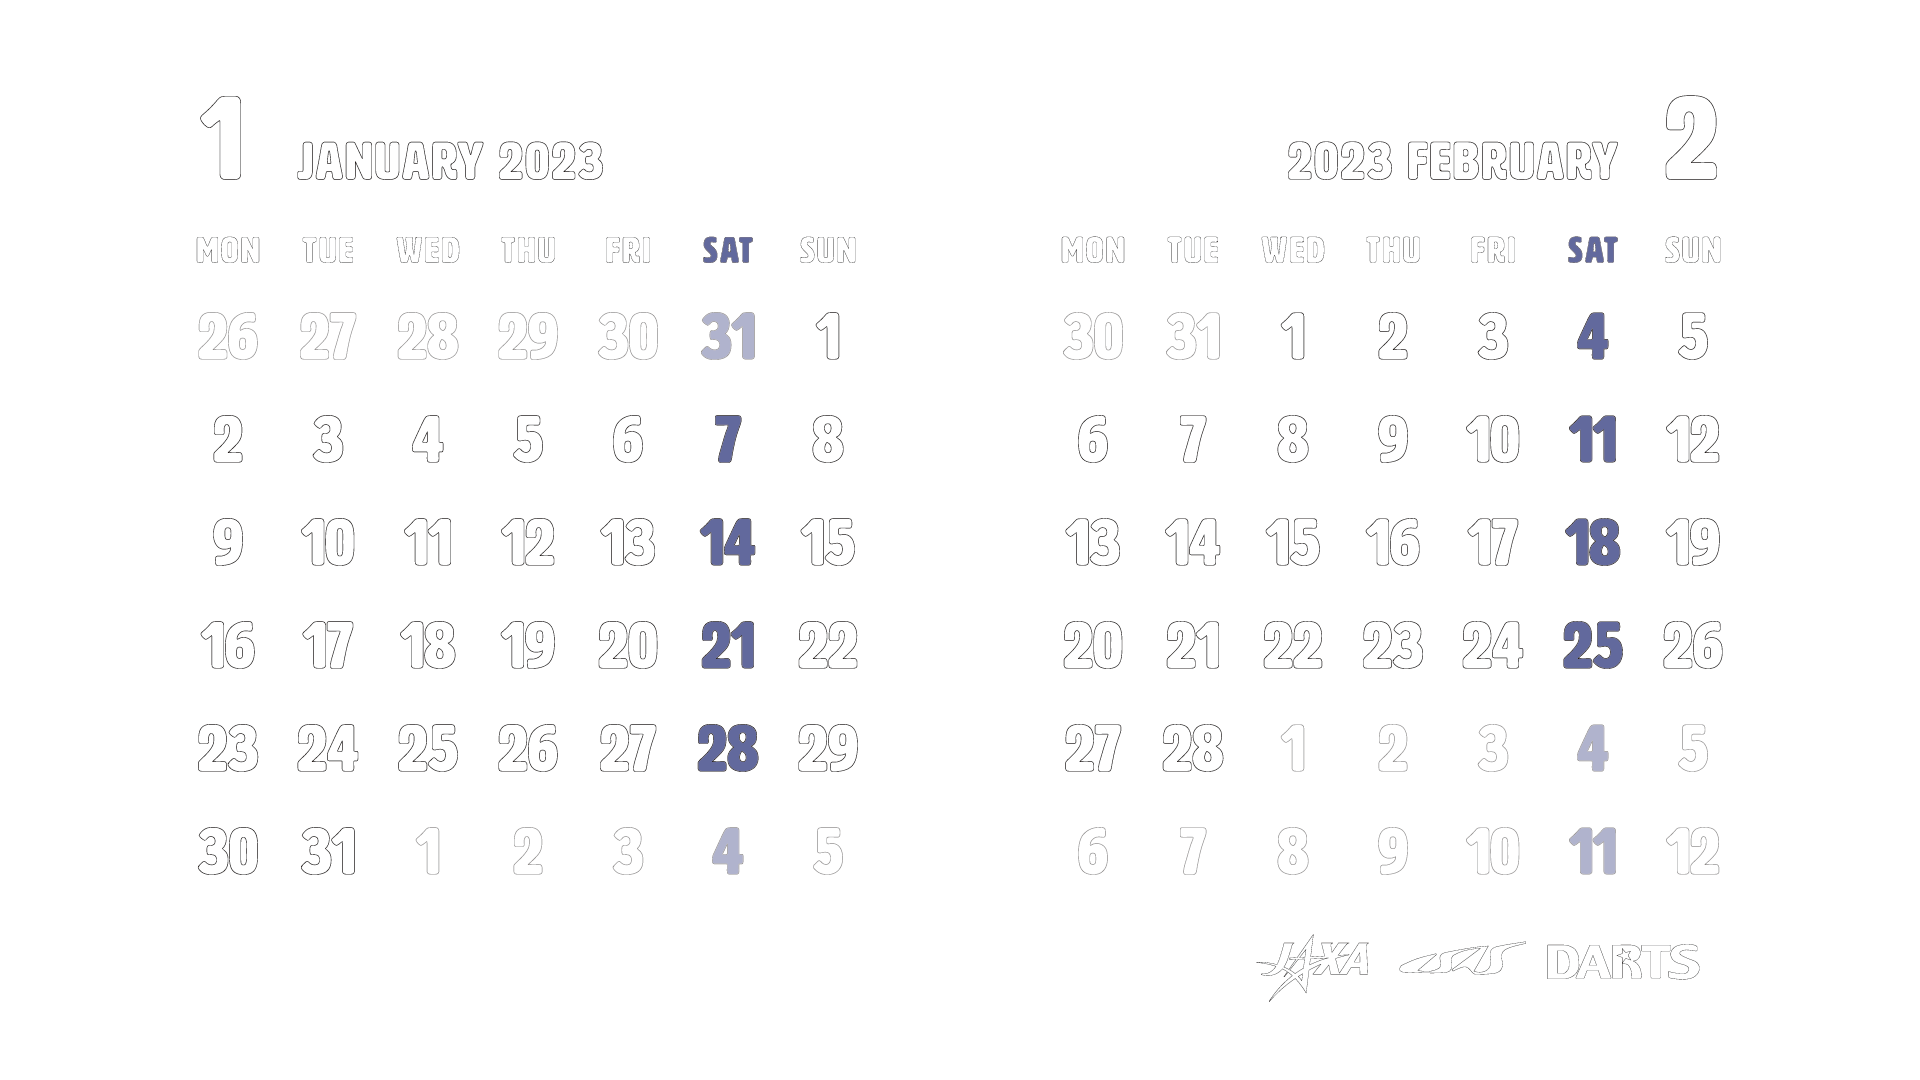 1 JANUARY 2023
MON TUE WED THU FRI SAT SUN
26 27 28 29 30 31 1
2 3 4 5 6 7 8
9 10 11 12 13 14 15
16 17 18 19 20 21 22
23 24 25 26 27 28 29
30 31 1 2 3 4 5
2023 FEBRUARY 2
MON TUE WED THU FRI SAT SUN
30 31 1 2 3 4 5
6 7 8 9 10 11 12
13 14 15 16 17 18 19
20 21 22 23 24 25 26
27 28 1 2 3 4 5
6 7 8 9 10 11 12
JAXA ISAS DARTS